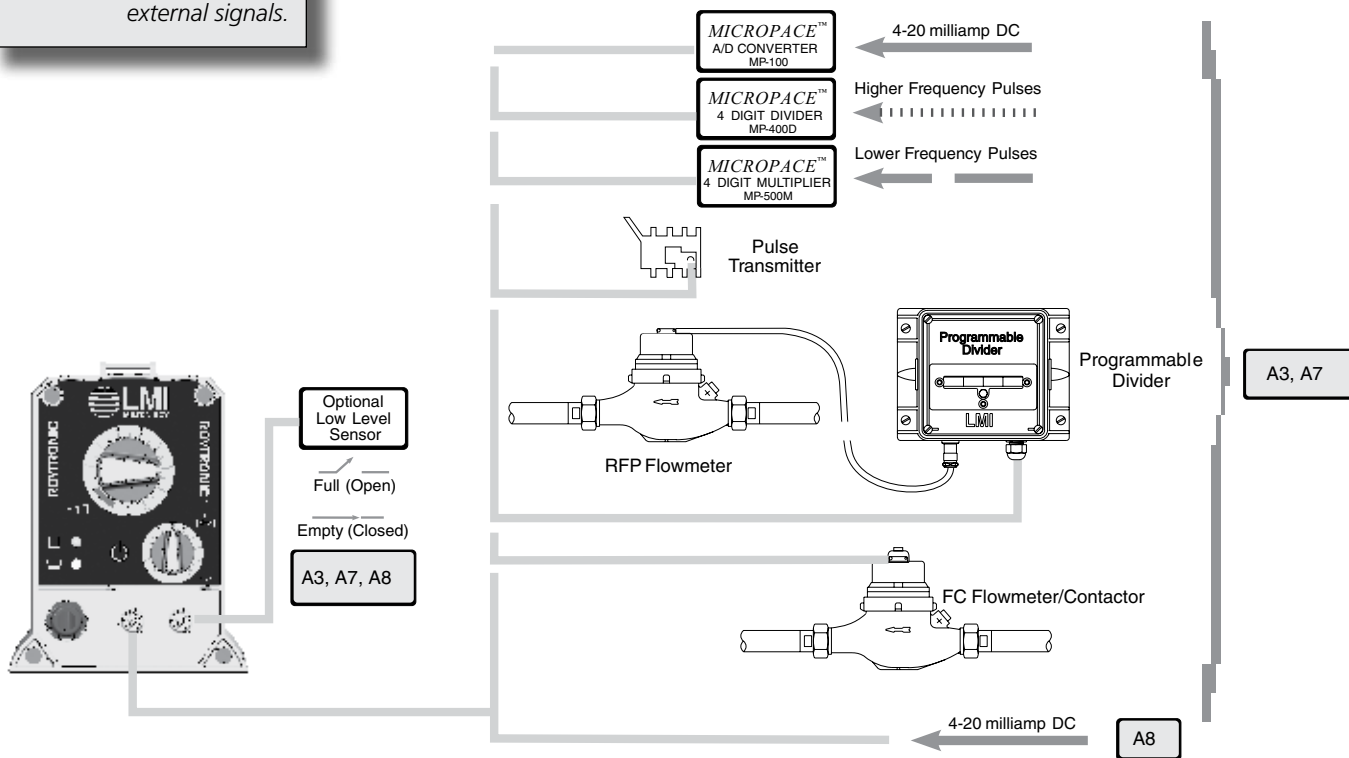 external signals.
MICROPACE™
A/D CONVERTER
MP-100
4-20 milliamp DC
MICROPACE™
4 DIGIT DIVIDER
MP-400D
Higher Frequency Pulses
MICROPACE™
4 DIGIT MULTIPLIER
MP-500M
Lower Frequency Pulses
Pulse
Transmitter
Programmable
Divider
LMI
Programmable
Divider
A3, A7
RFP Flowmeter
LMI
ROYTRONIC
ROYTRONIC
Optional
Low Level
Sensor
Full (Open)
Empty (Closed)
A3, A7, A8
FC Flowmeter/Contactor
4-20 milliamp DC
A8